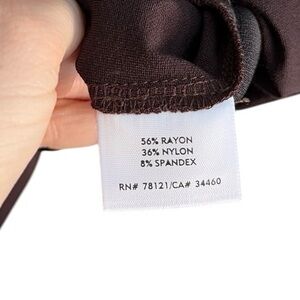 56% RAYON
36% NYLON
8% SPANDEX
RN# 78121/CA# 34460